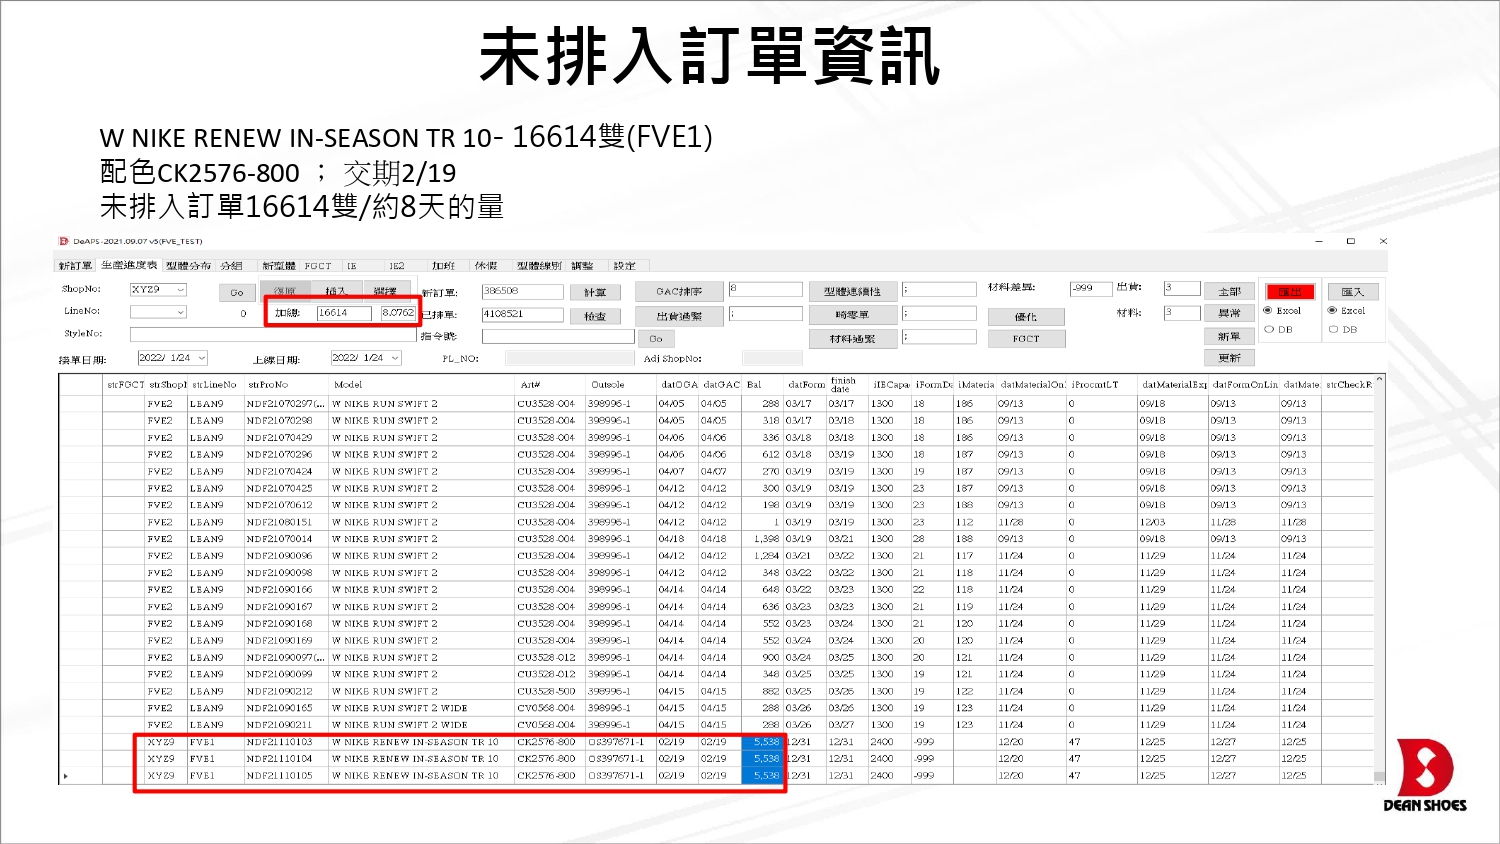 未排入訂單資訊
W NIKE RENEW IN-SEASON TR 10- 16614雙(FVE1)
配色CK2576-800 ； 交期2/19
未排入訂單16614雙/約8天的量
DeAPS-2021.09.07 v5(FVE_TEST)
新訂單 生產進度表 型體分布 分組 新型體 FGCT IE IE2 加班 休假 型體線別 調整 設定
ShopNo: XYZ9 Go 復原 插入 選擇 新訂單: 386508 計算 GAC排序 8 型體連續性 ; 材料差異: -999 出貨: 3 全部 匯出 匯入
LineNo: 0 加總: 16614 8.0762 已排單: 4108521 檢查 出貨過緊 ; 崎零單 ; 優化 材料: 3 異常 Excel Excel
StyleNo: 指令號: Go 材料過緊 ; FGCT 新單 DB DB
接單日期: 2022/ 1/24 上線日期: 2022/ 1/24 PL_NO: Adj ShopNo: 更新
strFGCT strShopI strLineNo strProNo Model Art# Outsole datOGA datGAC Bal datForm finish date iIECapa iFormDa iMateria datMaterialOn iProcmtLT datMaterialExp datFormOnLin datMate strCheckR
FVE2 LEAN9 NDF21070297(... W NIKE RUN SWIFT 2 CU3528-004 398996-1 04/05 04/05 288 03/17 03/17 1300 18 186 09/13 0 09/18 09/13 09/13
FVE2 LEAN9 NDF21070298 W NIKE RUN SWIFT 2 CU3528-004 398996-1 04/05 04/05 318 03/17 03/18 1300 18 186 09/13 0 09/18 09/13 09/13
FVE2 LEAN9 NDF21070429 W NIKE RUN SWIFT 2 CU3528-004 398996-1 04/06 04/06 336 03/18 03/18 1300 18 186 09/13 0 09/18 09/13 09/13
FVE2 LEAN9 NDF21070296 W NIKE RUN SWIFT 2 CU3528-004 398996-1 04/06 04/06 612 03/18 03/19 1300 18 187 09/13 0 09/18 09/13 09/13
FVE2 LEAN9 NDF21070424 W NIKE RUN SWIFT 2 CU3528-004 398996-1 04/07 04/07 270 03/19 03/19 1300 19 187 09/13 0 09/18 09/13 09/13
FVE2 LEAN9 NDF21070425 W NIKE RUN SWIFT 2 CU3528-004 398996-1 04/12 04/12 300 03/19 03/19 1300 23 187 09/13 0 09/18 09/13 09/13
FVE2 LEAN9 NDF21070612 W NIKE RUN SWIFT 2 CU3528-004 398996-1 04/12 04/12 198 03/19 03/19 1300 23 188 09/13 0 09/18 09/13 09/13
FVE2 LEAN9 NDF21080151 W NIKE RUN SWIFT 2 CU3528-004 398996-1 04/12 04/12 1 03/19 03/19 1300 23 112 11/28 0 12/03 11/28 11/28
FVE2 LEAN9 NDF21070014 W NIKE RUN SWIFT 2 CU3528-004 398996-1 04/18 04/18 1,398 03/19 03/21 1300 28 188 09/13 0 09/18 09/13 09/13
FVE2 LEAN9 NDF21090096 W NIKE RUN SWIFT 2 CU3528-004 398996-1 04/12 04/12 1,284 03/21 03/22 1300 21 117 11/24 0 11/29 11/24 11/24
FVE2 LEAN9 NDF21090098 W NIKE RUN SWIFT 2 CU3528-004 398996-1 04/12 04/12 348 03/22 03/22 1300 21 118 11/24 0 11/29 11/24 11/24
FVE2 LEAN9 NDF21090166 W NIKE RUN SWIFT 2 CU3528-004 398996-1 04/14 04/14 648 03/22 03/23 1300 22 118 11/24 0 11/29 11/24 11/24
FVE2 LEAN9 NDF21090167 W NIKE RUN SWIFT 2 CU3528-004 398996-1 04/14 04/14 636 03/23 03/23 1300 21 119 11/24 0 11/29 11/24 11/24
FVE2 LEAN9 NDF21090168 W NIKE RUN SWIFT 2 CU3528-004 398996-1 04/14 04/14 552 03/23 03/24 1300 21 120 11/24 0 11/29 11/24 11/24
FVE2 LEAN9 NDF21090169 W NIKE RUN SWIFT 2 CU3528-004 398996-1 04/14 04/14 552 03/24 03/24 1300 20 120 11/24 0 11/29 11/24 11/24
FVE2 LEAN9 NDF21090097(... W NIKE RUN SWIFT 2 CU3528-012 398996-1 04/14 04/14 900 03/24 03/25 1300 20 121 11/24 0 11/29 11/24 11/24
FVE2 LEAN9 NDF21090099 W NIKE RUN SWIFT 2 CU3528-012 398996-1 04/14 04/14 348 03/25 03/25 1300 19 121 11/24 0 11/29 11/24 11/24
FVE2 LEAN9 NDF21090212 W NIKE RUN SWIFT 2 CU3528-500 398996-1 04/15 04/15 882 03/25 03/26 1300 19 122 11/24 0 11/29 11/24 11/24
FVE2 LEAN9 NDF21090165 W NIKE RUN SWIFT 2 WIDE CV0568-004 398996-1 04/15 04/15 288 03/26 03/26 1300 19 123 11/24 0 11/29 11/24 11/24
FVE2 LEAN9 NDF21090211 W NIKE RUN SWIFT 2 WIDE CV0568-004 398996-1 04/15 04/15 288 03/26 03/27 1300 19 123 11/24 0 11/29 11/24 11/24
XYZ9 FVE1 NDF21110103 W NIKE RENEW IN-SEASON TR 10 CK2576-800 OS397671-1 02/19 02/19 5,538 12/31 12/31 2400 -999 12/20 47 12/25 12/27 12/25
XYZ9 FVE1 NDF21110104 W NIKE RENEW IN-SEASON TR 10 CK2576-800 OS397671-1 02/19 02/19 5,538 12/31 12/31 2400 -999 12/20 47 12/25 12/27 12/25
XYZ9 FVE1 NDF21110105 W NIKE RENEW IN-SEASON TR 10 CK2576-800 OS397671-1 02/19 02/19 5,538 12/31 12/31 2400 -999 12/20 47 12/25 12/27 12/25
DEAN SHOES